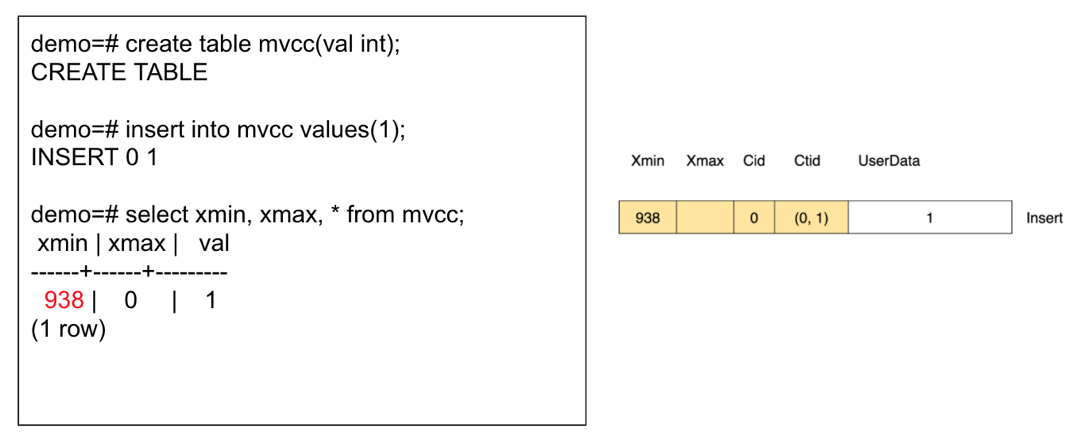 demo=# create table mvcc(val int);
CREATE TABLE
demo=# insert into mvcc values(1);
INSERT 0 1
demo=# select xmin, xmax, * from mvcc;
xmin | xmax | val
------+------+---------
938 | 0 | 1
(1 row)
Xmin Xmax Cid Ctid UserData
938 0 (0, 1) 1 Insert